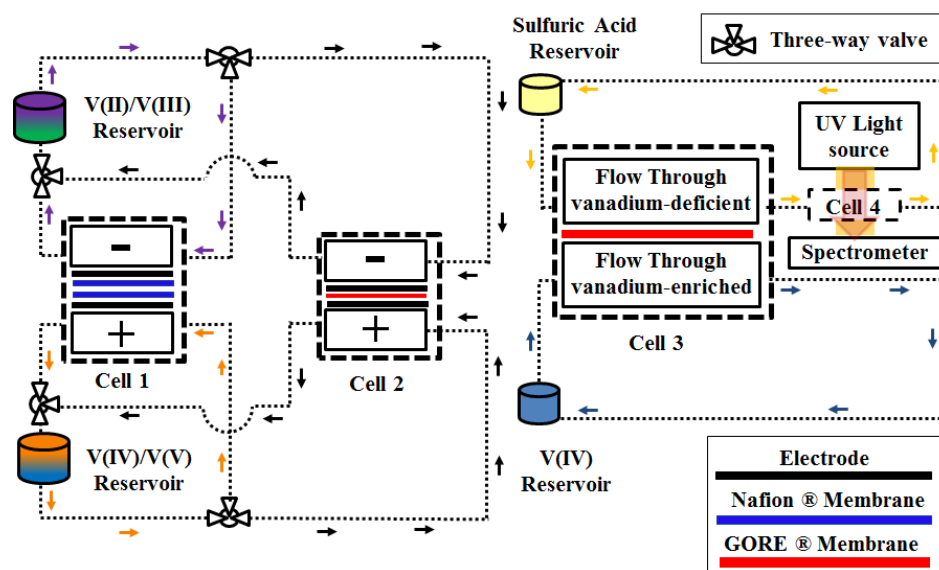 Sulfuric Acid
Reservoir
Three-way valve
V(II)/V(III)
Reservoir
UV Light
source
Flow Through
vanadium-deficient
Cell 4
Spectrometer
Flow Through
vanadium-enriched
-
-
+
+
Cell 1
Cell 2
Cell 3
V(IV)/V(V)
Reservoir
V(IV)
Reservoir
Electrode
Nafion ® Membrane
GORE ® Membrane